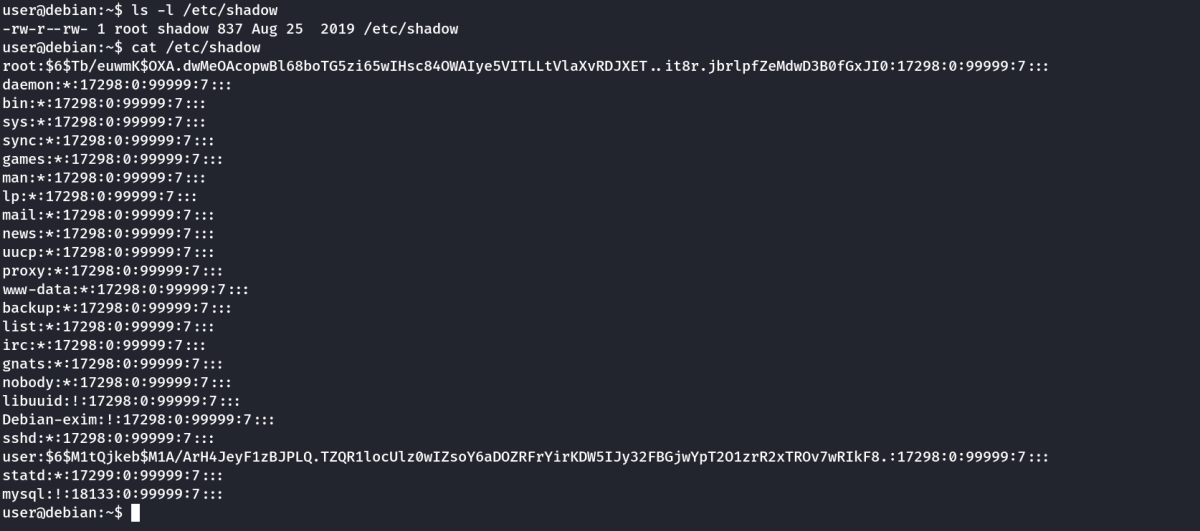 user@debian:~$ ls -l /etc/shadow
-rw-r--rw- 1 root shadow 837 Aug 25  2019 /etc/shadow
user@debian:~$ cat /etc/shadow
root:$6$Tb/euwmK$OXA.dwMeOAcopwBl68boTG5zi65wIHsc84OWAIye5VITLLtVlaXvRDJXET..it8r.jbrlpfZeMdwD3B0fGxJI0:17298:0:99999:7:::
daemon:*:17298:0:99999:7:::
bin:*:17298:0:99999:7:::
sys:*:17298:0:99999:7:::
sync:*:17298:0:99999:7:::
games:*:17298:0:99999:7:::
man:*:17298:0:99999:7:::
lp:*:17298:0:99999:7:::
mail:*:17298:0:99999:7:::
news:*:17298:0:99999:7:::
uucp:*:17298:0:99999:7:::
proxy:*:17298:0:99999:7:::
www-data:*:17298:0:99999:7:::
backup:*:17298:0:99999:7:::
list:*:17298:0:99999:7:::
irc:*:17298:0:99999:7:::
gnats:*:17298:0:99999:7:::
nobody:*:17298:0:99999:7:::
libuuid:!:17298:0:99999:7:::
Debian-exim:!:17298:0:99999:7:::
sshd:*:17298:0:99999:7:::
user:$6$M1tQjkeb$M1A/ArH4JeyF1zBJPLQ.TZQR1locUlz0wIZsoY6aDOZRFrYirKDW5IJy32FBGjwYpT2O1zrR2xTROv7wRIkF8.:17298:0:99999:7:::
statd:*:17299:0:99999:7:::
mysql:!:18133:0:99999:7:::
user@debian:~$